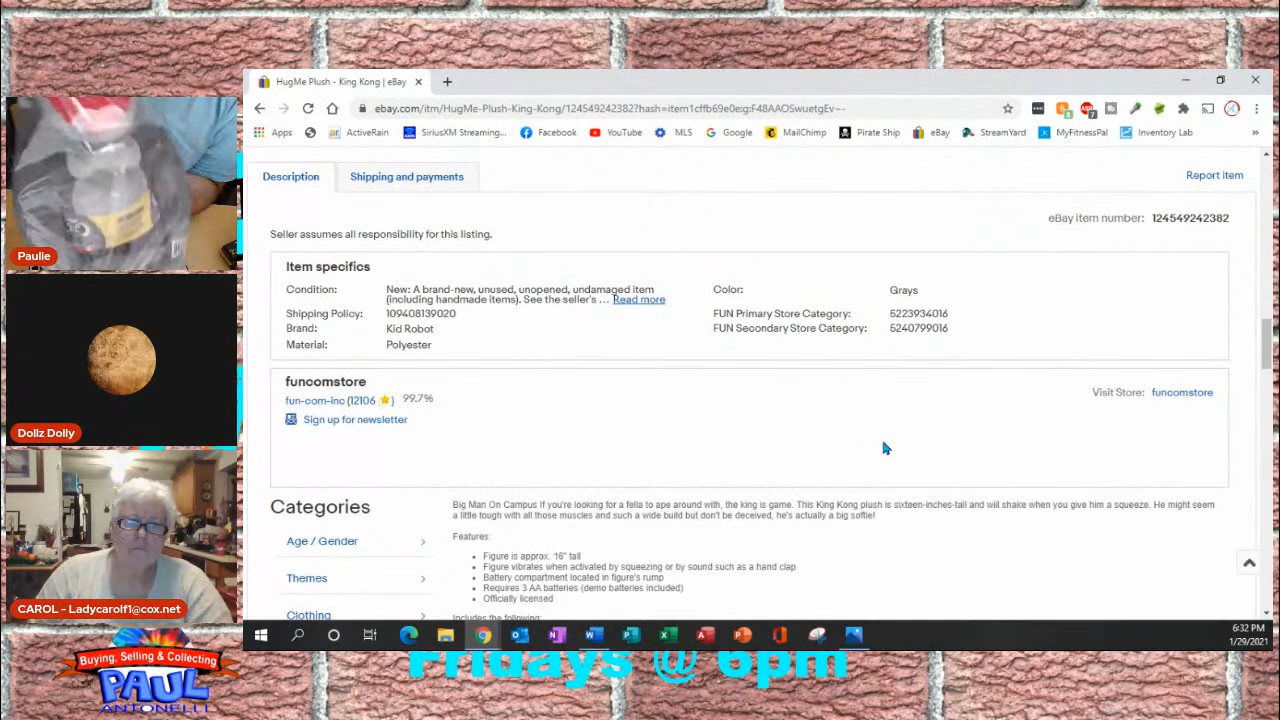 HugMe Plush - King Kong | eBay
ebay.com/itm/HugMe-Plush-King-Kong/124549242382?hash=item1cffb69e0e:g:F48AAOSwuetgEv~-
Apps ActiveRain SiriusXM Streaming... Facebook YouTube MLS Google MailChimp Pirate Ship eBay StreamYard MyFitnessPal Inventory Lab
Description
Shipping and payments
Report item
eBay item number: 124549242382
Seller assumes all responsibility for this listing.
Item specifics
Condition: New: A brand-new, unused, unopened, undamaged item
(including handmade items). See the seller's ... Read more
Color: Grays
Shipping Policy: 109408139020
FUN Primary Store Category: 5223934016
Brand: Kid Robot
FUN Secondary Store Category: 5240799016
Material: Polyester
funcomstore
fun-com-inc (12106) 99.7%
Visit Store: funcomstore
Sign up for newsletter
Categories
Age / Gender
Themes
Clothing
Big Man On Campus If you're looking for a fella to ape around with, the king is game. This King Kong plush is sixteen-inches-tall and will shake when you give him a squeeze. He might seem
a little tough with all those muscles and such a wide build but don't be deceived, he's actually a big softie!
Features:
Figure is approx. 16" tall
Figure vibrates when activated by squeezing or by sound such as a hand clap
Battery compartment located in figure's rump
Requires 3 AA batteries (demo batteries included)
Officially licensed
Includes the following:
6:32 PM
1/29/2021
Paulie
Dollz Dolly
CAROL - Ladycarolf1@cox.net
Buying, Selling & Collecting
PAUL
ANTONELLI
Fridays @ 6pm